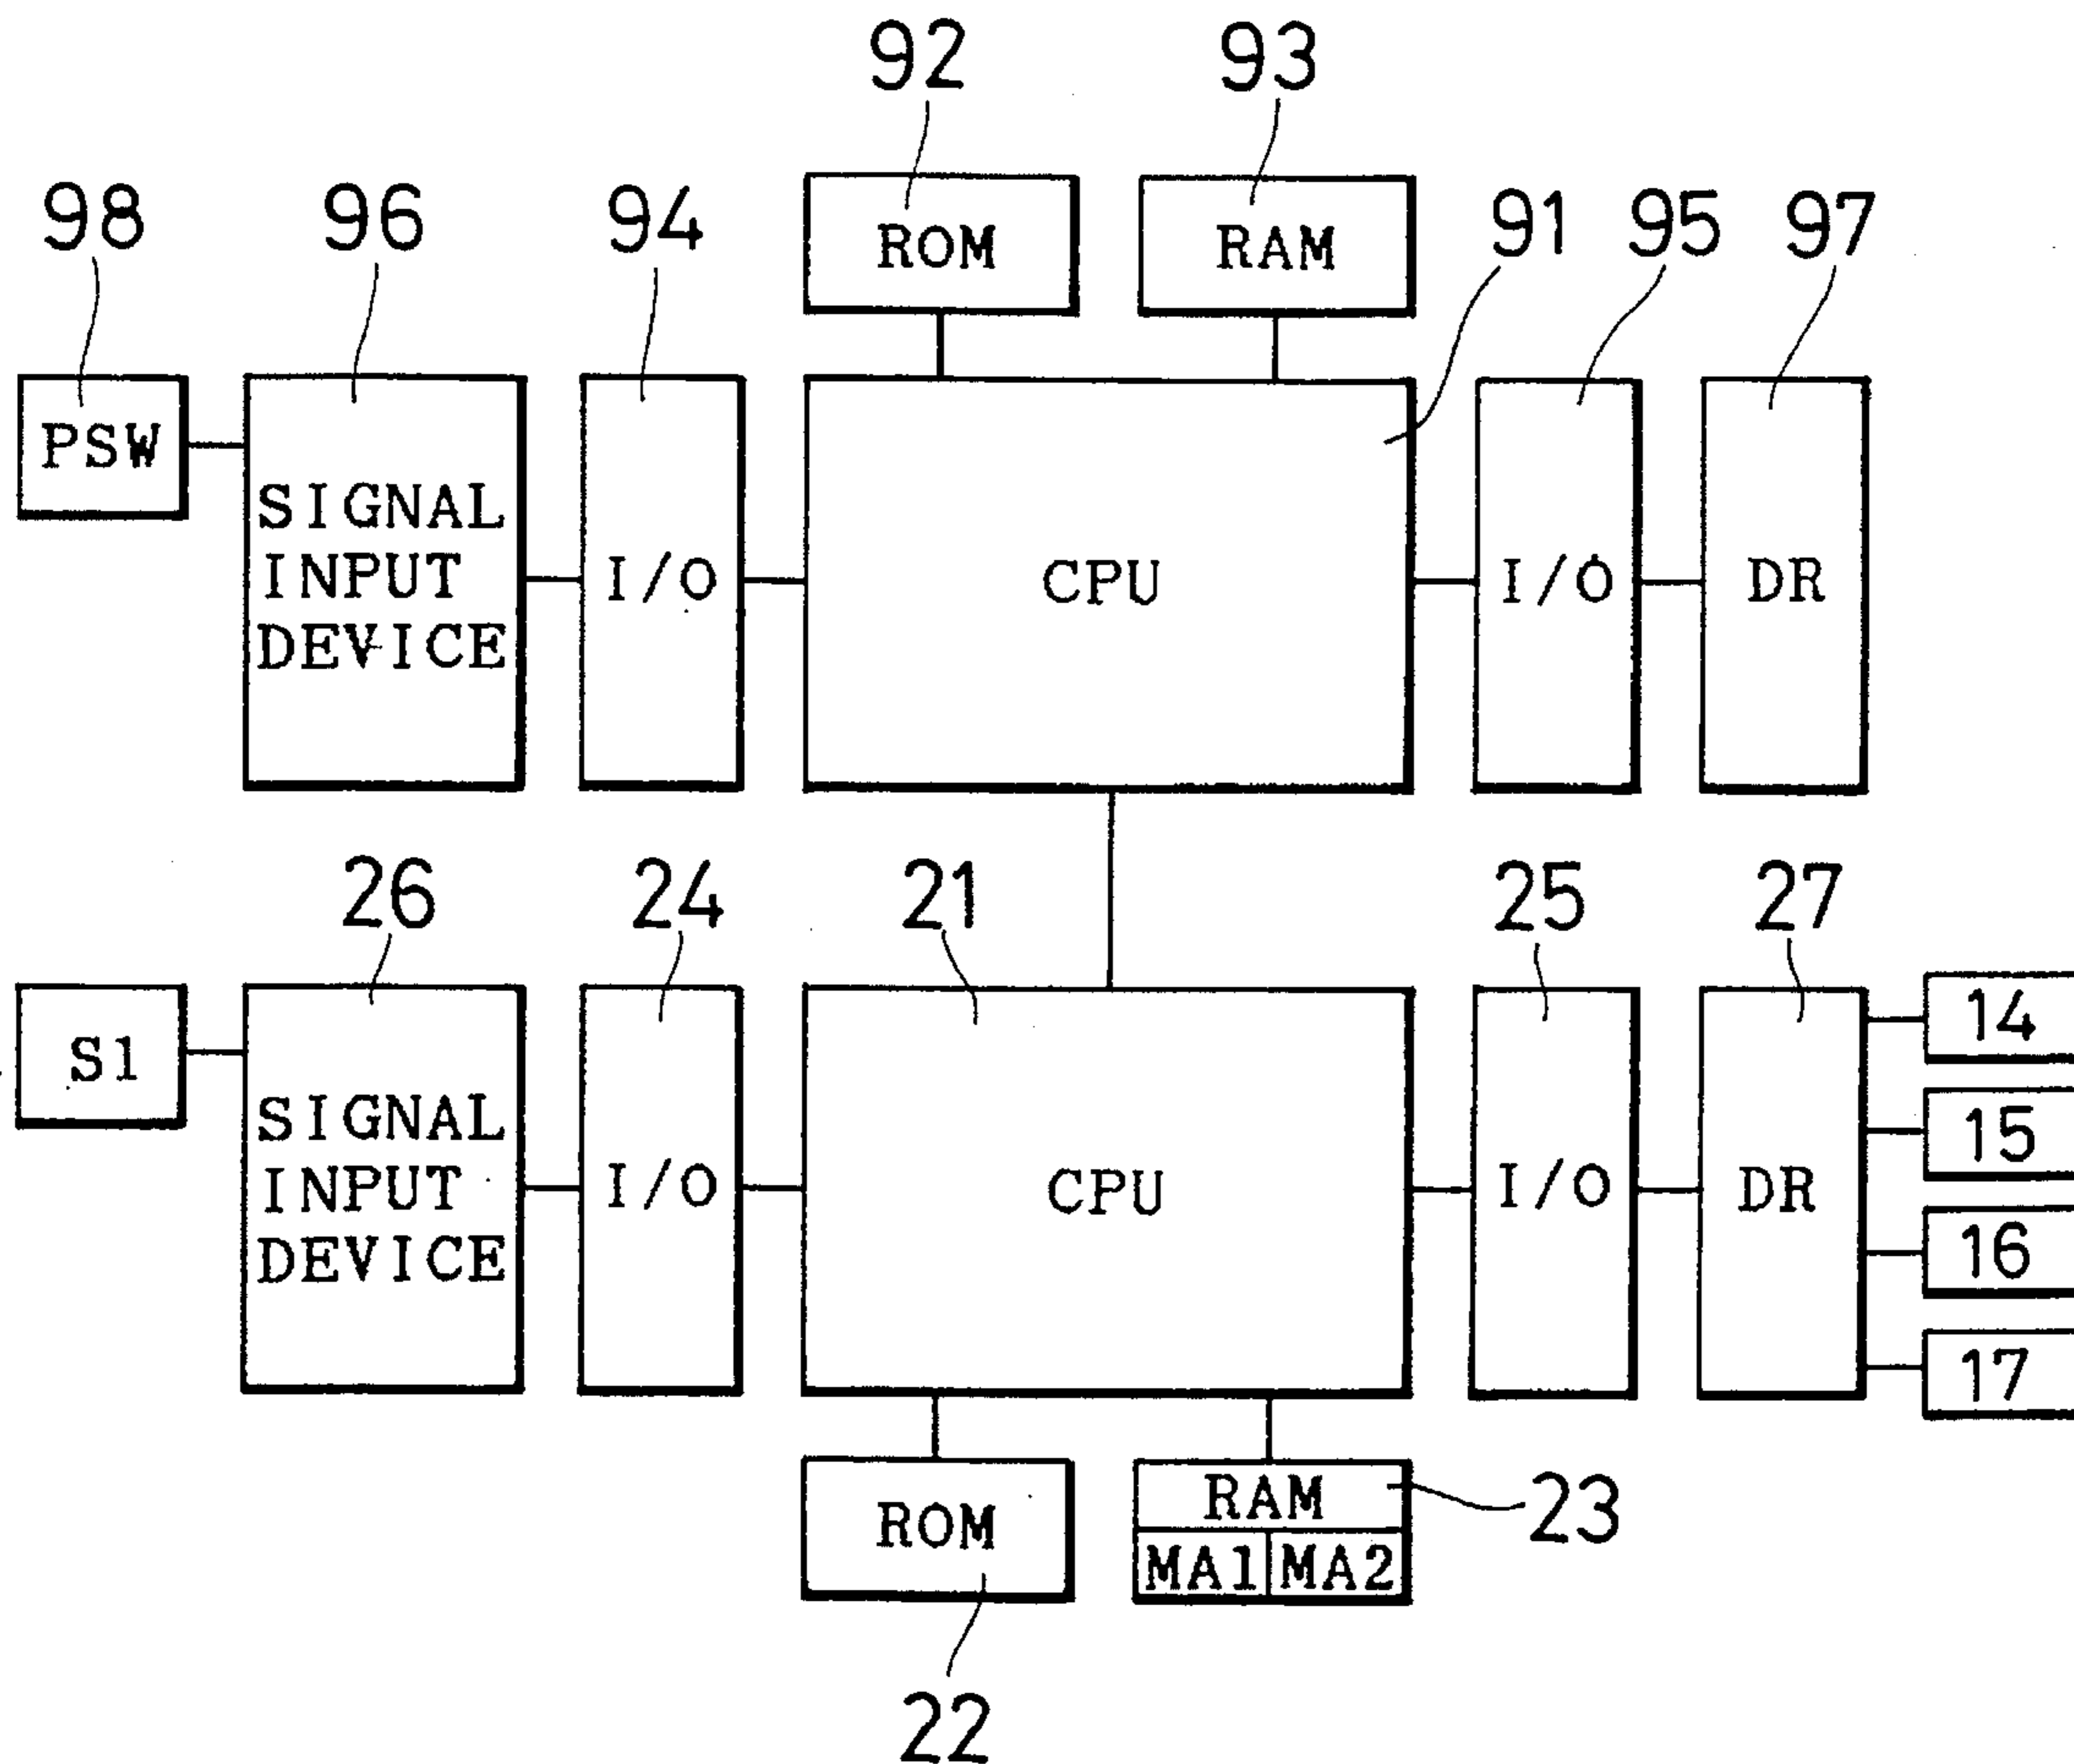 92 93
98 96 94 91 95 97
ROM RAM
PSW
SIGNAL
INPUT
DEVICE
I/O CPU I/O DR
26 24 21 25 27
S1
SIGNAL
INPUT
DEVICE
I/O CPU I/O DR
14
15
16
17
ROM
RAM
MA1 MA2
23
22